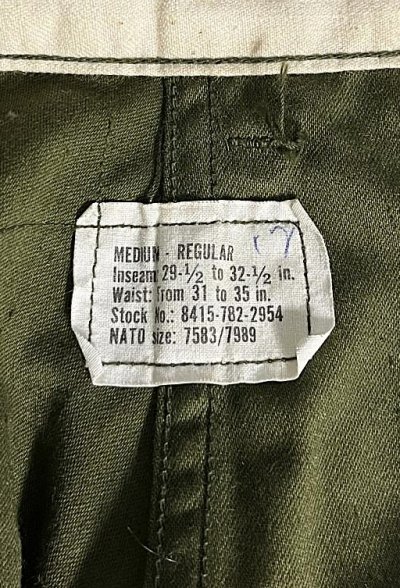 MEDIUM - REGULAR
Inseam 29-1/2 to 32-1/2 in.
Waist: from 31 to 35 in.
Stock No.: 8415-782-2954
NATO size: 7583/7989